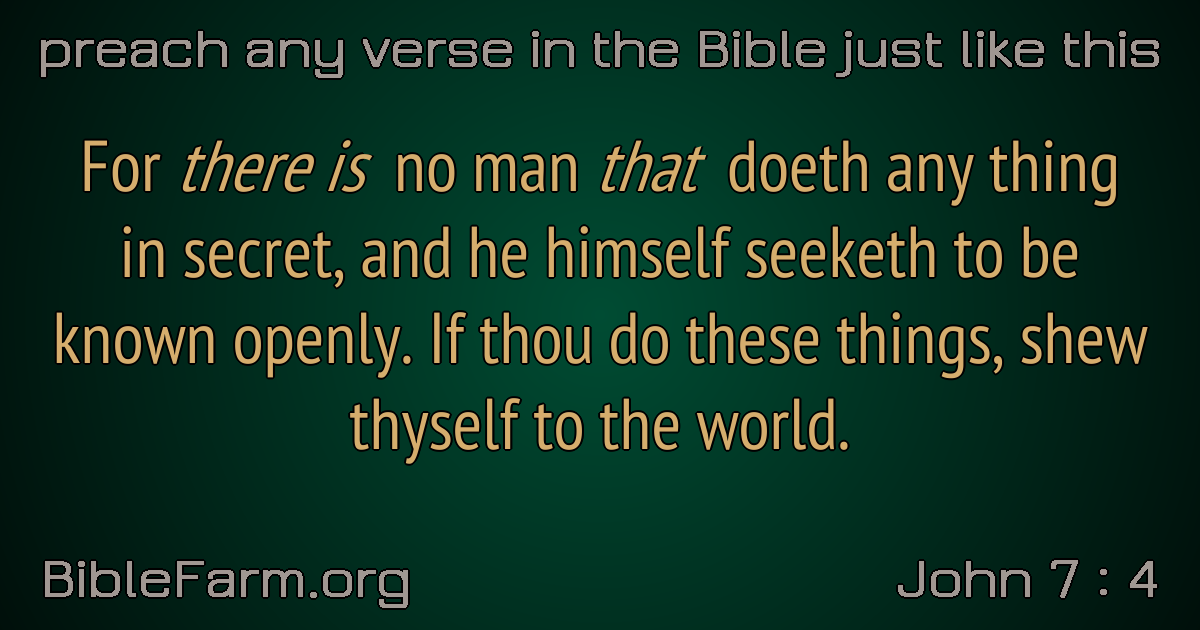 preach any verse in the Bible just like this
For there is no man that doeth any thing
in secret, and he himself seeketh to be
known openly. If thou do these things, shew
thyself to the world.
BibleFarm.org
John 7 : 4